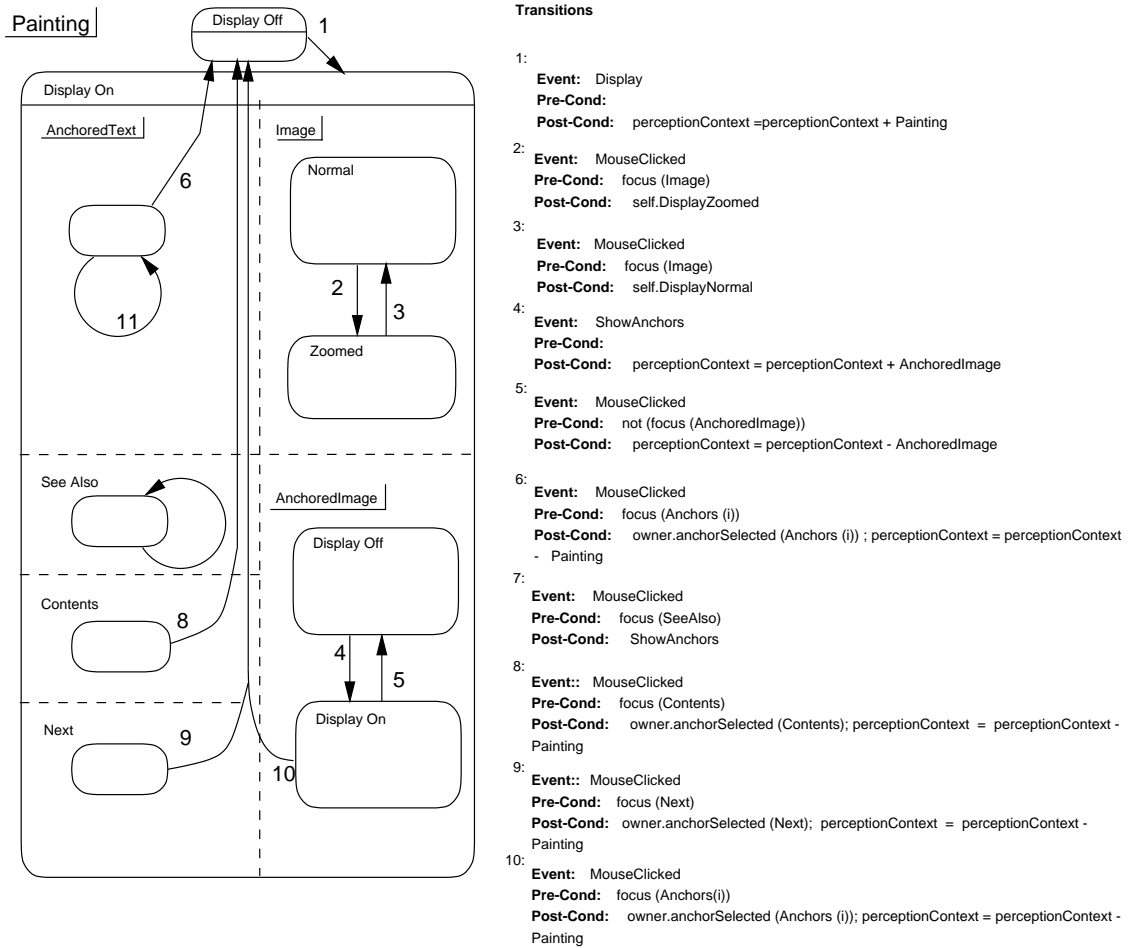 Painting
Display Off
1
Display On
AnchoredText
Image
6
Normal
11
2
3
Zoomed
See Also
AnchoredImage
Display Off
Contents
8
4
5
Next
9
Display On
10
Transitions
1:
Event: Display
Pre-Cond:
Post-Cond: perceptionContext =perceptionContext + Painting
2:
Event: MouseClicked
Pre-Cond: focus (Image)
Post-Cond: self.DisplayZoomed
3:
Event: MouseClicked
Pre-Cond: focus (Image)
Post-Cond: self.DisplayNormal
4:
Event: ShowAnchors
Pre-Cond:
Post-Cond: perceptionContext = perceptionContext + AnchoredImage
5:
Event: MouseClicked
Pre-Cond: not (focus (AnchoredImage))
Post-Cond: perceptionContext = perceptionContext - AnchoredImage
6:
Event: MouseClicked
Pre-Cond: focus (Anchors (i))
Post-Cond: owner.anchorSelected (Anchors (i)) ; perceptionContext = perceptionContext
- Painting
7:
Event: MouseClicked
Pre-Cond: focus (SeeAlso)
Post-Cond: ShowAnchors
8:
Event:: MouseClicked
Pre-Cond: focus (Contents)
Post-Cond: owner.anchorSelected (Contents); perceptionContext = perceptionContext -
Painting
9:
Event:: MouseClicked
Pre-Cond: focus (Next)
Post-Cond: owner.anchorSelected (Next); perceptionContext = perceptionContext -
Painting
10:
Event: MouseClicked
Pre-Cond: focus (Anchors(i))
Post-Cond: owner.anchorSelected (Anchors (i)); perceptionContext = perceptionContext -
Painting